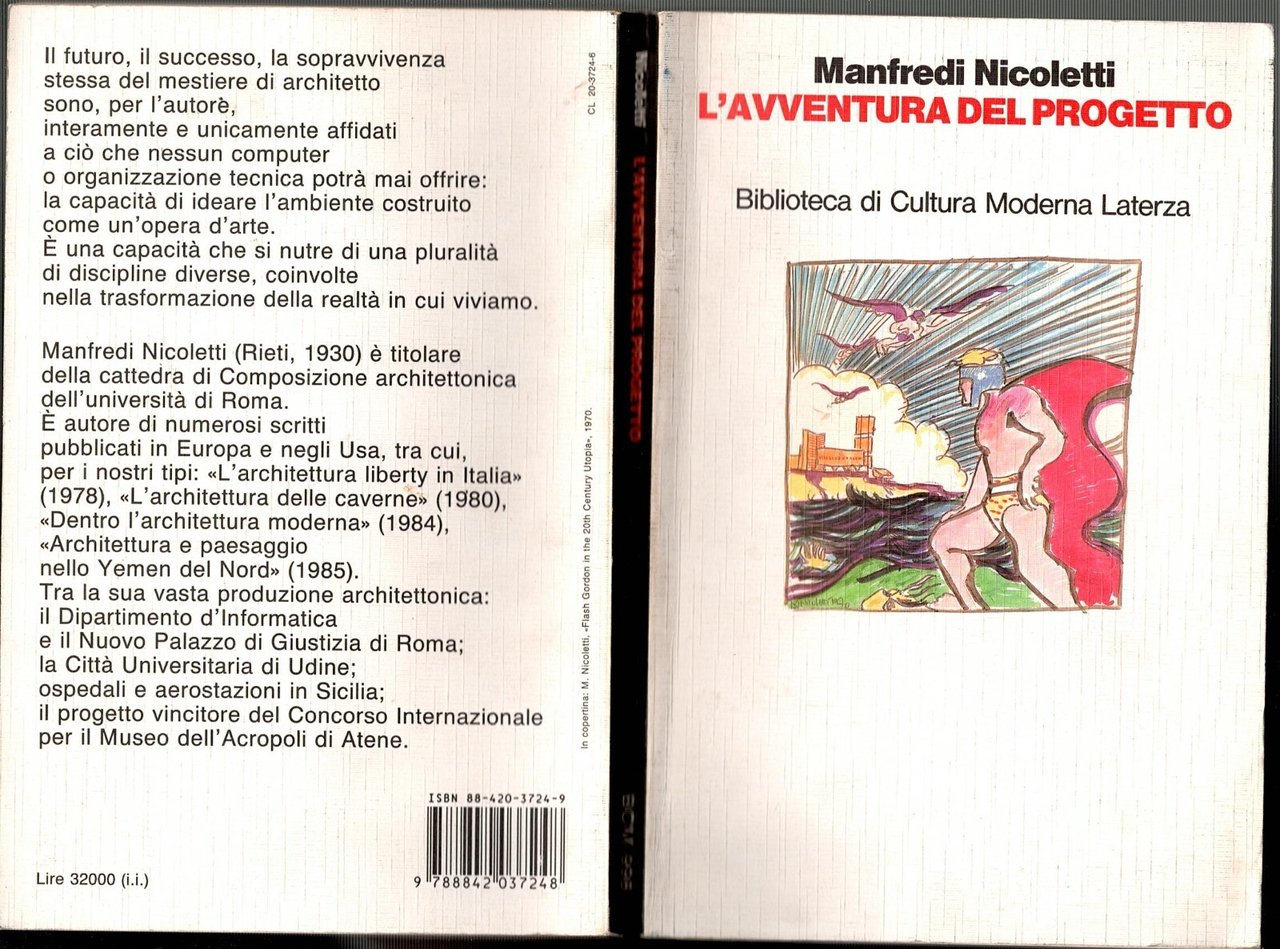 Il futuro, il successo, la sopravvivenza
stessa del mestiere di architetto
sono, per l'autore,
interamente e unicamente affidati
a ciò che nessun computer
o organizzazione tecnica potrà mai offrire:
la capacità di ideare l'ambiente costruito
come un'opera d'arte.
È una capacità che si nutre di una pluralità
di discipline diverse, coinvolte
nella trasformazione della realtà in cui viviamo.
Manfredi Nicoletti (Rieti, 1930) è titolare
della cattedra di Composizione architettonica
dell'università di Roma.
È autore di numerosi scritti
pubblicati in Europa e negli Usa, tra cui,
per i nostri tipi: «L'architettura liberty in Italia»
(1978), «L'architettura delle caverne» (1980),
«Dentro l'architettura moderna» (1984),
«Architettura e paesaggio
nello Yemen del Nord» (1985).
Tra la sua vasta produzione architettonica:
il Dipartimento d'Informatica
e il Nuovo Palazzo di Giustizia di Roma;
la Città Universitaria di Udine;
ospedali e aerostazioni in Sicilia;
il progetto vincitore del Concorso Internazionale
per il Museo dell'Acropoli di Atene.
Lire 32000 (i.i.)
ISBN 88-420-3724-9
9 788842 037248
CL 20-3724-6
In copertina: M. Nicoletti, «Flash Gordon in the 20th Century Utopia», 1970.
Nicoletti L'AVVENTURA DEL PROGETTO
Manfredi Nicoletti
L'AVVENTURA DEL PROGETTO
Biblioteca di Cultura Moderna Laterza